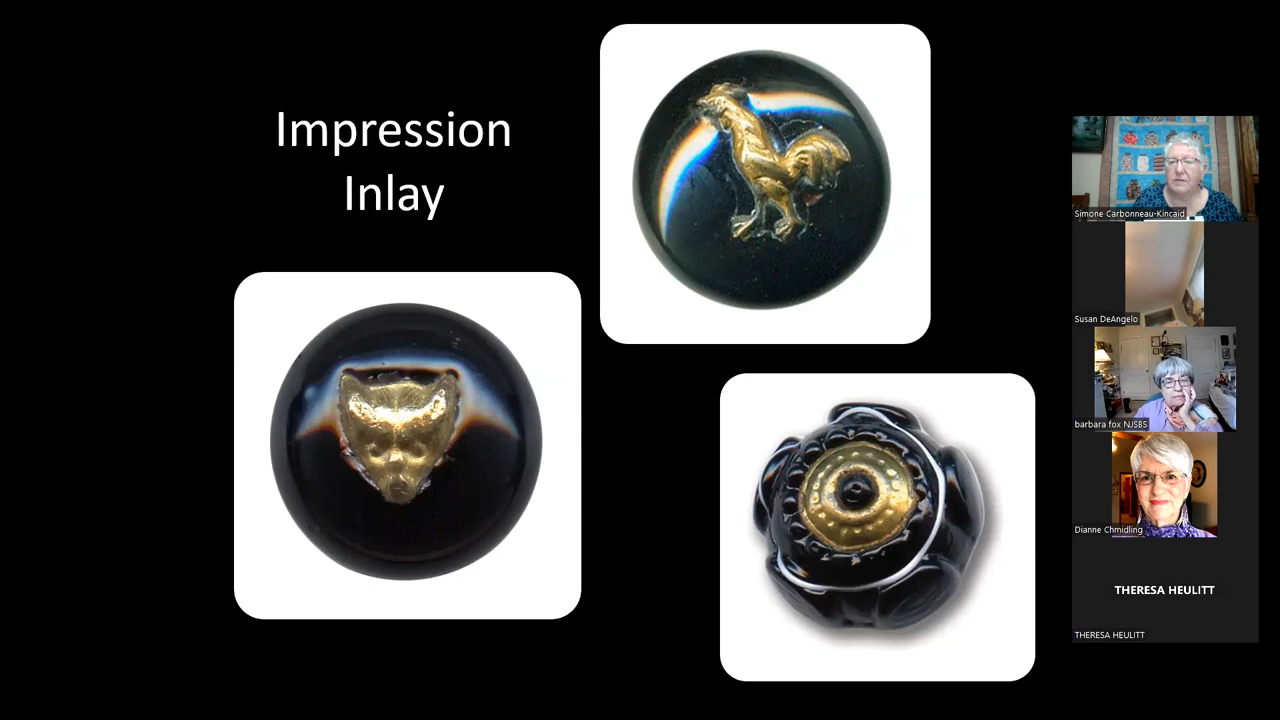 Impression
Inlay
Simone Carbonneau-Kincaid
Susan DeAngelo
barbara fox NJSBS
Dianne Chmidling
THERESA HEULITT
THERESA HEULITT